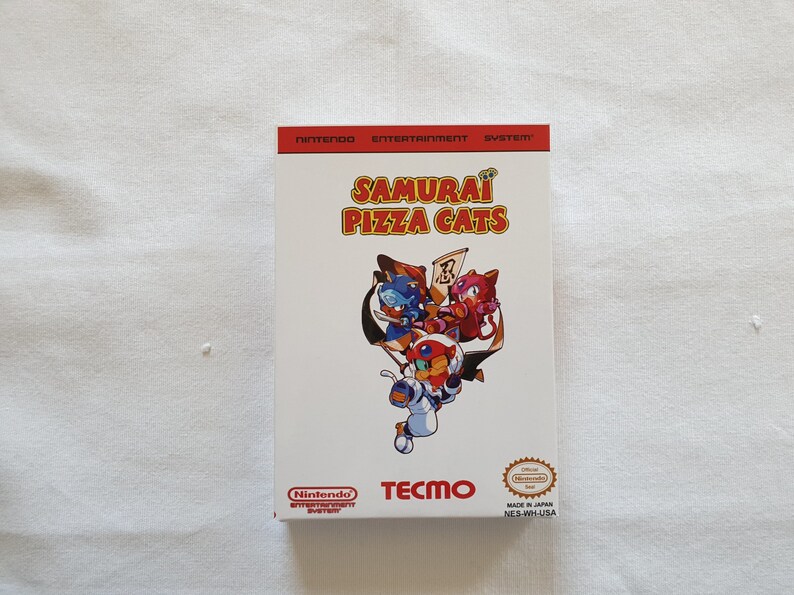 NINTENDO ENTERTAINMENT SYSTEM®
SAMURAI
PIZZA CATS
忍
Nintendo®
ENTERTAINMENT
SYSTEM®
TECMO
Official
Nintendo
Seal
MADE IN JAPAN
NES-WH-USA